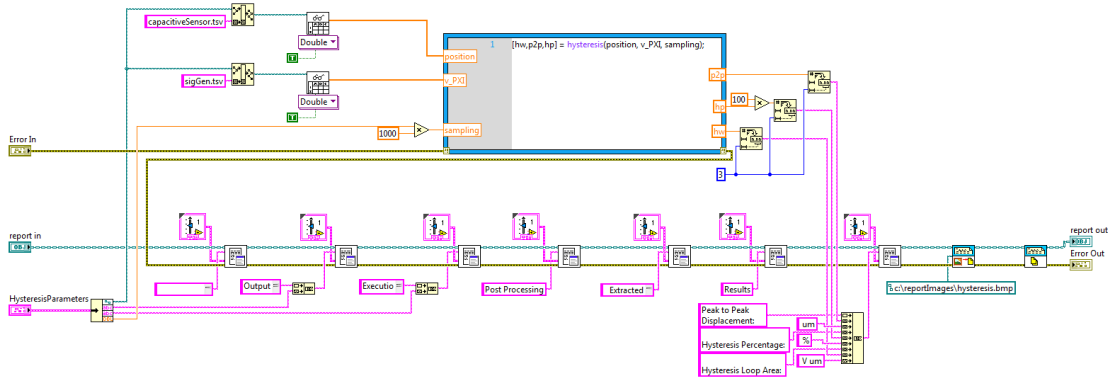 capacitiveSensor.tsv
Double
T
1
[hw,p2p,hp] = hysteresis(position, v_PXI, sampling);
position
sigGen.tsv
v_PXI
Double
T
p2p
100
hp
1000
sampling
hw
Error In
3
report in
report out
Error Out
HysteresisParameters
Output
Executio
Post Processing
Extracted
Results
c:\reportImages\hysteresis.bmp
Peak to Peak
Displacement:
um
Hysteresis Percentage:
%
Hysteresis Loop Area:
V um